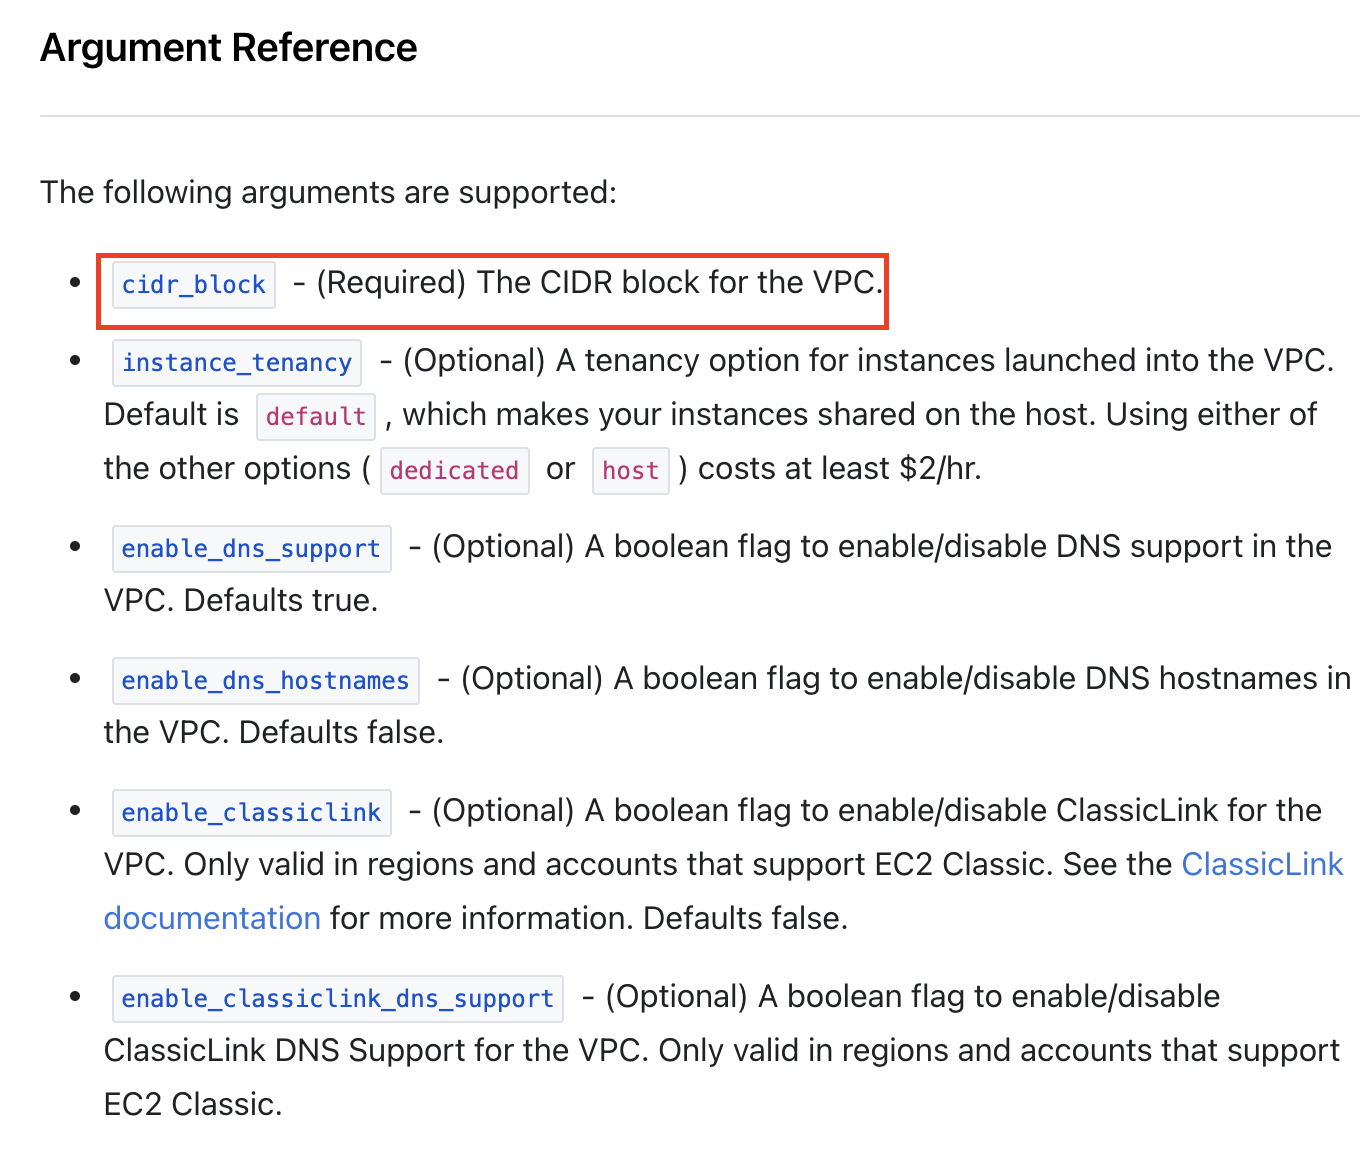 Argument Reference
The following arguments are supported:
cidr_block - (Required) The CIDR block for the VPC.
instance_tenancy - (Optional) A tenancy option for instances launched into the VPC.
Default is default , which makes your instances shared on the host. Using either of
the other options ( dedicated or host ) costs at least $2/hr.
enable_dns_support - (Optional) A boolean flag to enable/disable DNS support in the
VPC. Defaults true.
enable_dns_hostnames - (Optional) A boolean flag to enable/disable DNS hostnames in
the VPC. Defaults false.
enable_classiclink - (Optional) A boolean flag to enable/disable ClassicLink for the
VPC. Only valid in regions and accounts that support EC2 Classic. See the ClassicLink
documentation for more information. Defaults false.
enable_classiclink_dns_support - (Optional) A boolean flag to enable/disable
ClassicLink DNS Support for the VPC. Only valid in regions and accounts that support
EC2 Classic.